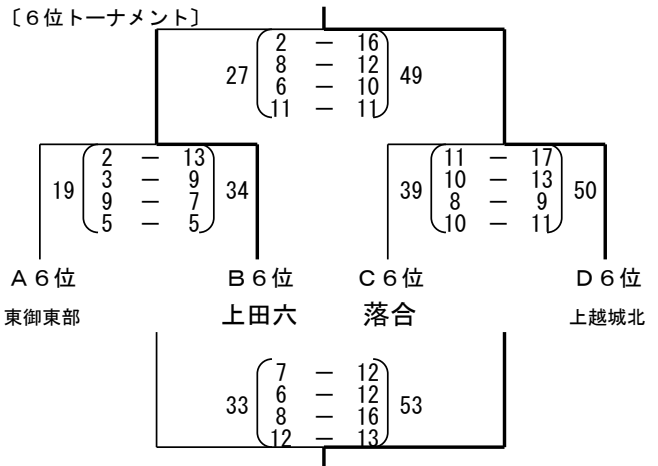 〔６位トーナメント〕
2 － 16
27 8 － 12 49
6 － 10
11 － 11
2 － 13 11 － 17
19 3 － 9 34 39 10 － 13 50
9 － 7 8 － 9
5 － 5 10 － 11
Ａ６位 Ｂ６位 Ｃ６位 Ｄ６位
東御東部 上田六 落合 上越城北
7 － 12
33 6 － 12 53
8 － 16
12 － 13